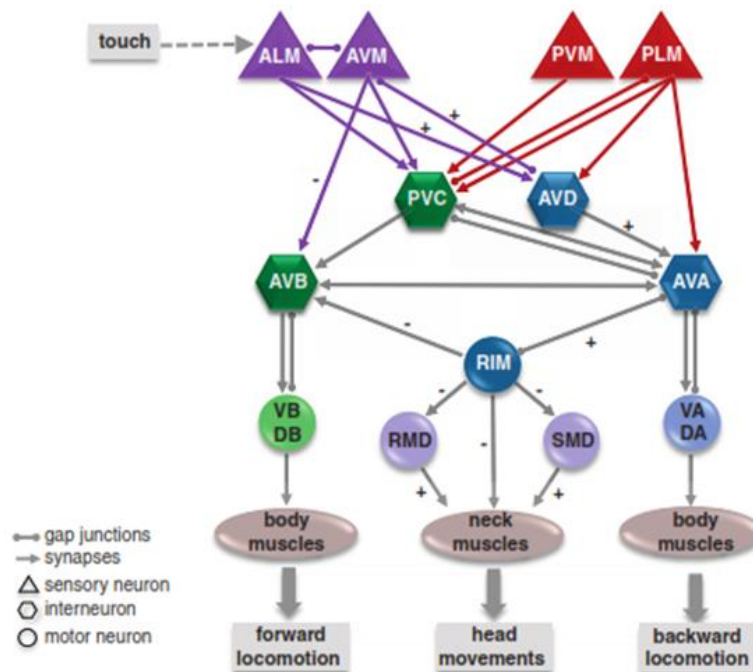 touch
ALM
AVM
PVM
PLM
+
+
-
PVC
AVD
+
AVB
AVA
-
+
RIM
VB
DB
-
-
-
RMD
SMD
VA
DA
+
+
body
muscles
neck
muscles
body
muscles
gap junctions
synapses
sensory neuron
interneuron
motor neuron
forward
locomotion
head
movements
backward
locomotion